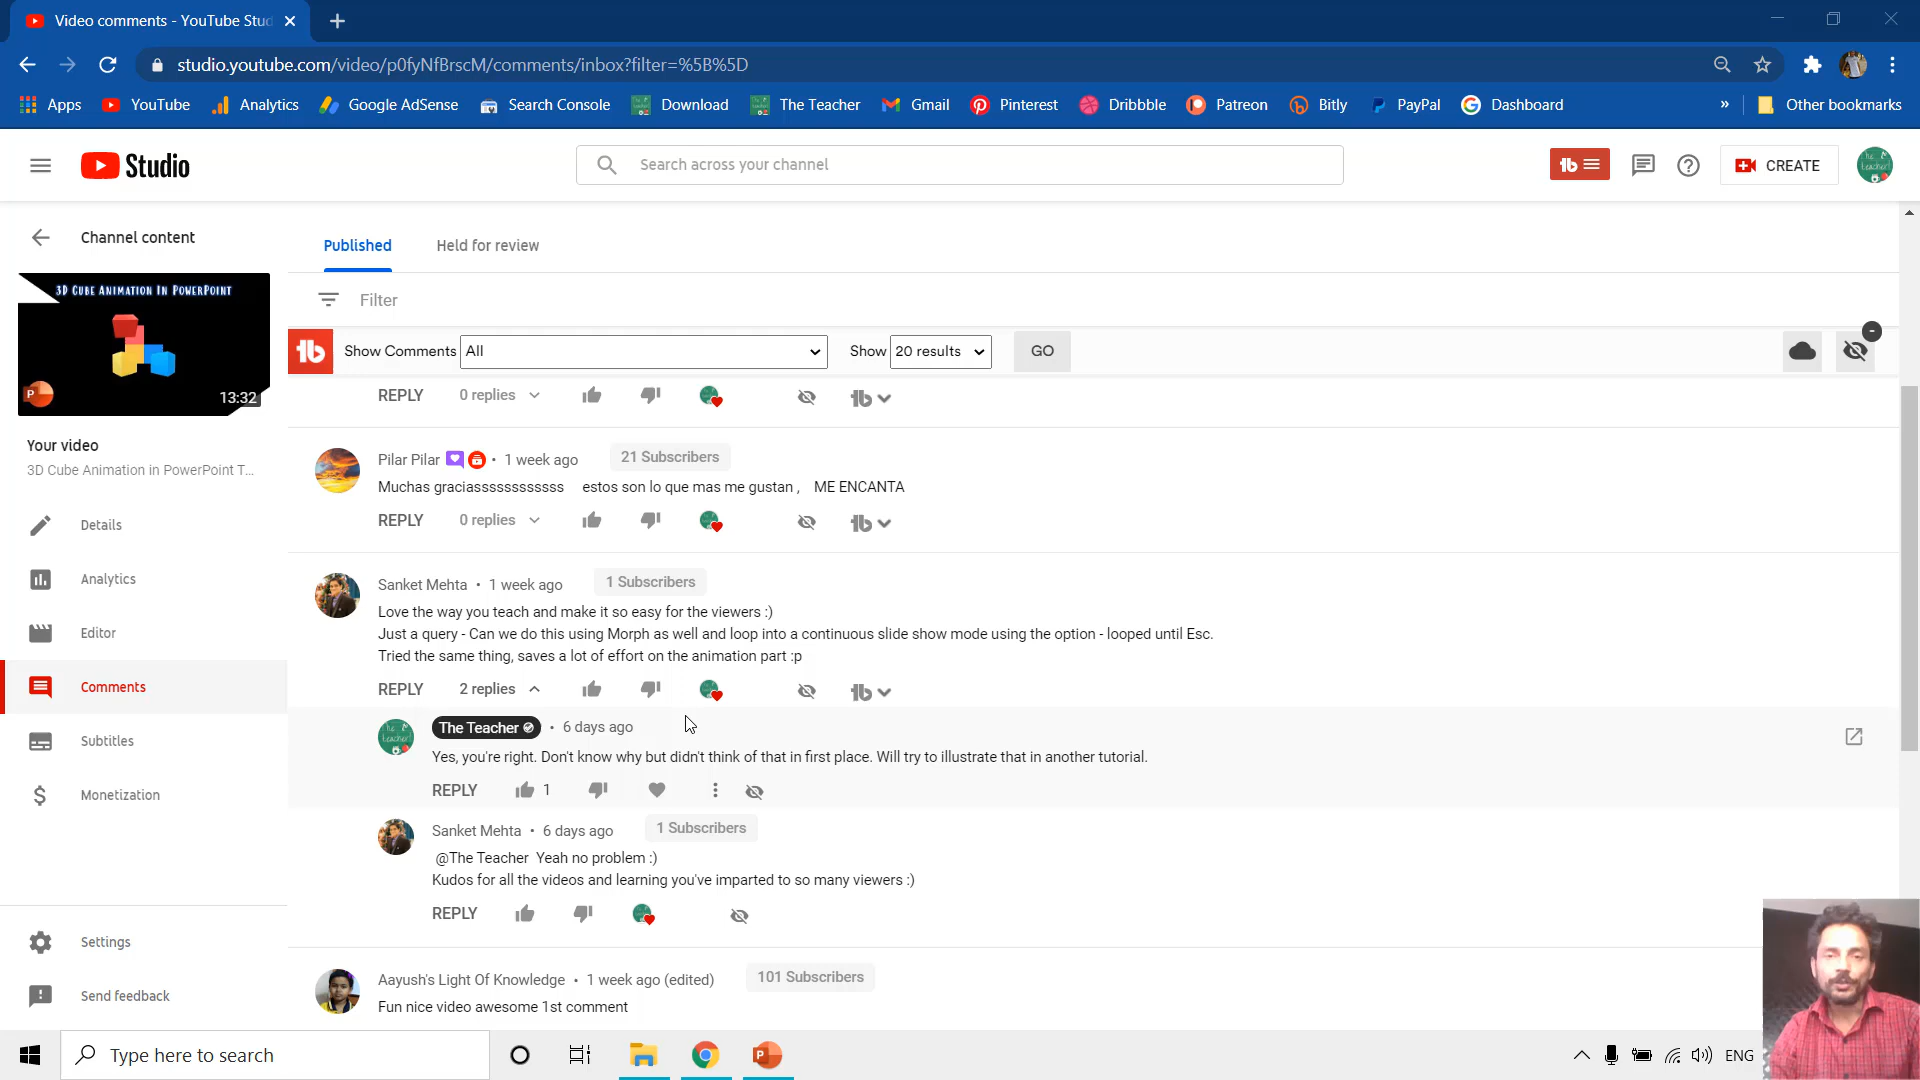 Video comments - YouTube Stud
studio.youtube.com/video/p0fyNfBrscM/comments/inbox?filter=%5B%5D
Apps YouTube Analytics Google AdSense Search Console Download The Teacher Gmail Pinterest Dribbble Patreon Bitly PayPal Dashboard » Other bookmarks
Studio
Search across your channel
CREATE
Channel content
Published Held for review
3D CUBE ANIMATION IN POWERPOINT
13:32
Filter
Show Comments All Show 20 results GO
REPLY 0 replies
Your video
3D Cube Animation in PowerPoint T...
Pilar Pilar • 1 week ago 21 Subscribers
Muchas graciassssssssssss estos son lo que mas me gustan , ME ENCANTA
REPLY 0 replies
Details
Analytics
Editor
Comments
Subtitles
Monetization
Sanket Mehta • 1 week ago 1 Subscribers
Love the way you teach and make it so easy for the viewers :)
Just a query - Can we do this using Morph as well and loop into a continuous slide show mode using the option - looped until Esc.
Tried the same thing, saves a lot of effort on the animation part :p
REPLY 2 replies
The Teacher • 6 days ago
Yes, you're right. Don't know why but didn't think of that in first place. Will try to illustrate that in another tutorial.
REPLY 1
Sanket Mehta • 6 days ago 1 Subscribers
@The Teacher Yeah no problem :)
Kudos for all the videos and learning you've imparted to so many viewers :)
REPLY
Settings
Send feedback
Aayush's Light Of Knowledge • 1 week ago (edited) 101 Subscribers
Fun nice video awesome 1st comment
Type here to search
ENG